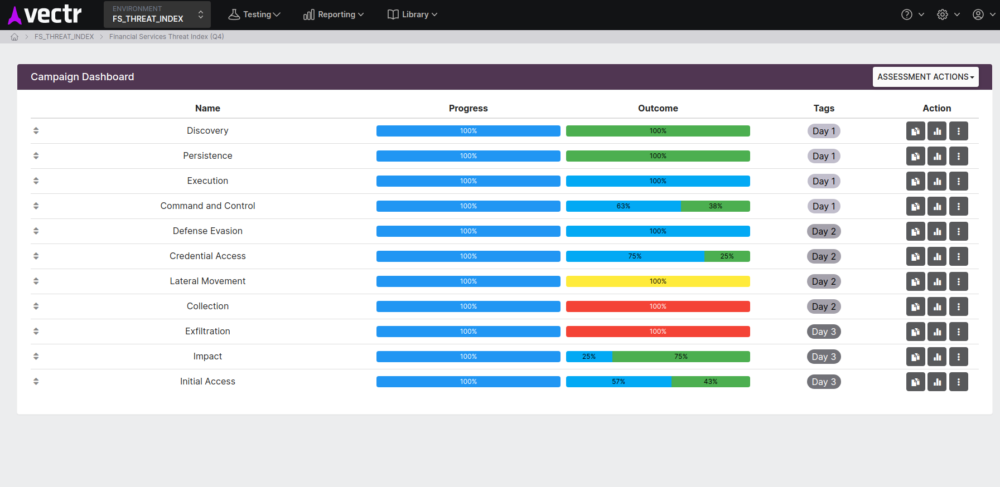 vectr
ENVIRONMENT
FS_THREAT_INDEX
Testing
Reporting
Library
FS_THREAT_INDEX > Financial Services Threat Index (Q4)
Campaign Dashboard
ASSESSMENT ACTIONS
Name Progress Outcome Tags Action
Discovery 100% 100% Day 1
Persistence 100% 100% Day 1
Execution 100% 100% Day 1
Command and Control 100% 63% 38% Day 1
Defense Evasion 100% 100% Day 2
Credential Access 100% 75% 25% Day 2
Lateral Movement 100% 100% Day 2
Collection 100% 100% Day 2
Exfiltration 100% 100% Day 3
Impact 100% 25% 75% Day 3
Initial Access 100% 57% 43% Day 3